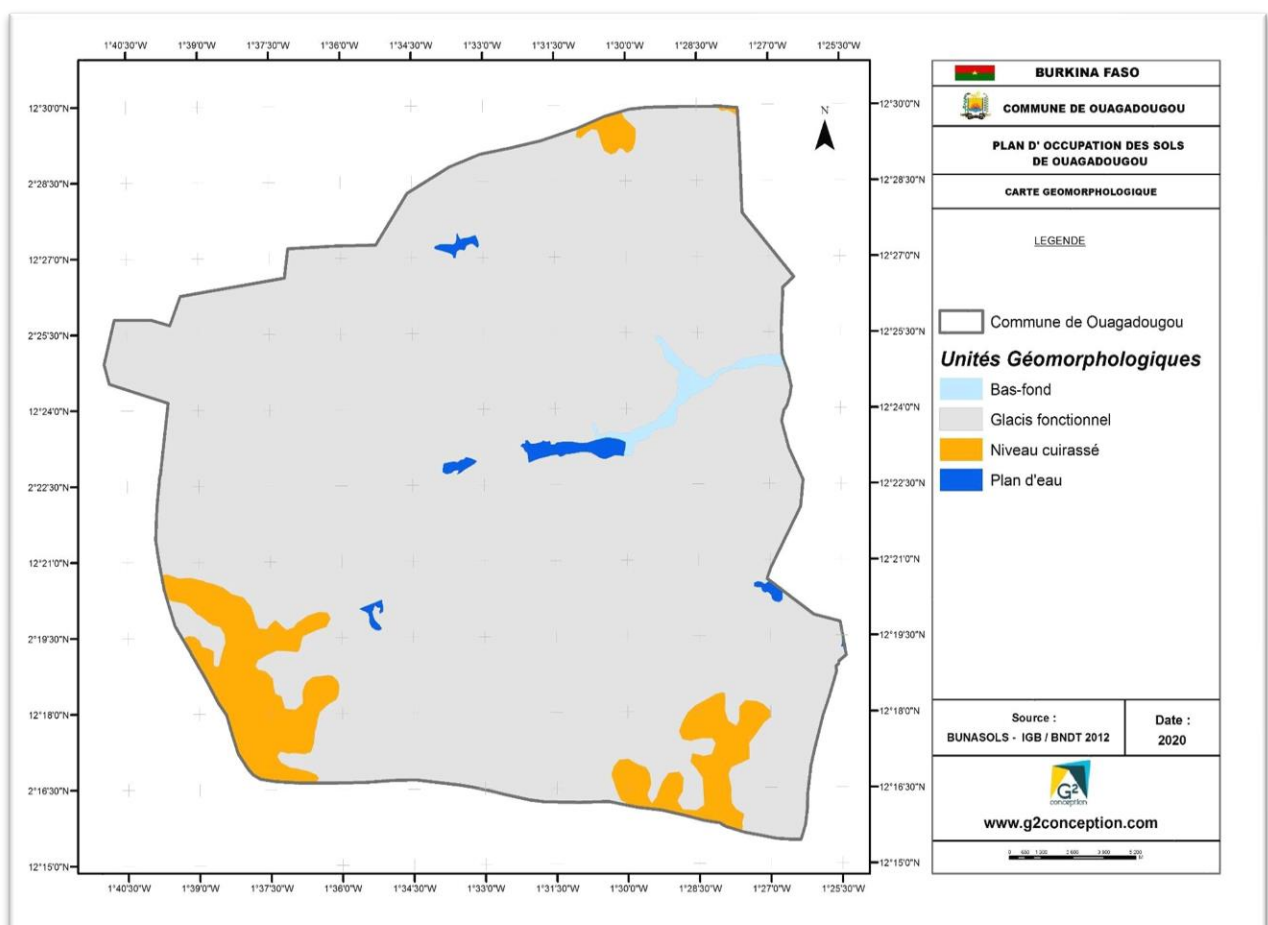 1°40'30"W 1°39'0"W 1°37'30"W 1°36'0"W 1°34'30"W 1°33'0"W 1°31'30"W 1°30'0"W 1°28'30"W 1°27'0"W 1°25'30"W
12°30'0"N
2°28'30"N
12°27'0"N
2°25'30"N
12°24'0"N
2°22'30"N
12°21'0"N
2°19'30"N
12°18'0"N
2°16'30"N
12°15'0"N
N
12°30'0"N
12°28'30"N
12°27'0"N
12°25'30"N
12°24'0"N
12°22'30"N
12°21'0"N
12°19'30"N
12°18'0"N
12°16'30"N
12°15'0"N
1°40'30"W 1°39'0"W 1°37'30"W 1°36'0"W 1°34'30"W 1°33'0"W 1°31'30"W 1°30'0"W 1°28'30"W 1°27'0"W 1°25'30"W
BURKINA FASO
COMMUNE DE OUAGADOUGOU
PLAN D' OCCUPATION DES SOLS
DE OUAGADOUGOU
CARTE GEOMORPHOLOGIQUE
LEGENDE
Commune de Ouagadougou
Unités Géomorphologiques
Bas-fond
Glacis fonctionnel
Niveau cuirassé
Plan d'eau
Source :
BUNASOLS - IGB / BNDT 2012
Date :
2020
G2
conception
www.g2conception.com